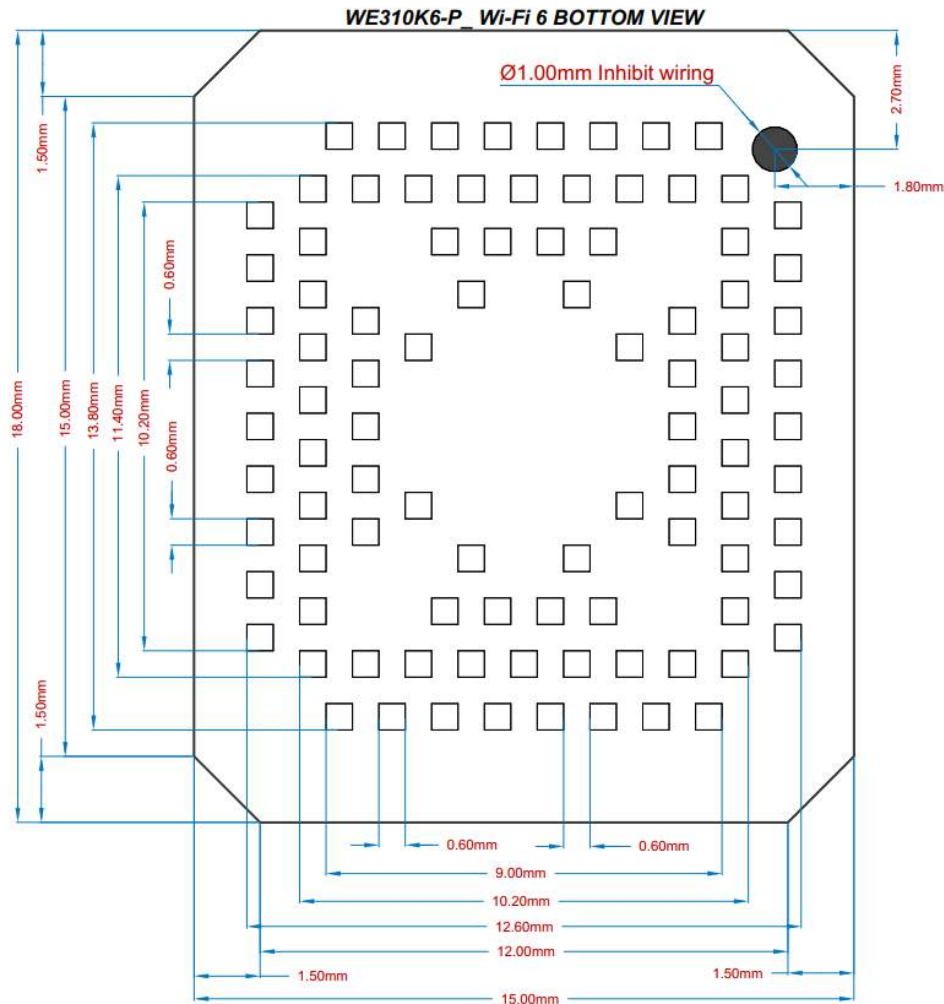 WE310K6-P_ Wi-Fi 6 BOTTOM VIEW
Ø1.00mm Inhibit wiring
2.70mm
1.80mm
1.50mm
0.60mm
18.00mm
15.00mm
13.80mm
11.40mm
10.20mm
0.60mm
1.50mm
0.60mm
0.60mm
9.00mm
10.20mm
12.60mm
12.00mm
1.50mm
1.50mm
15.00mm